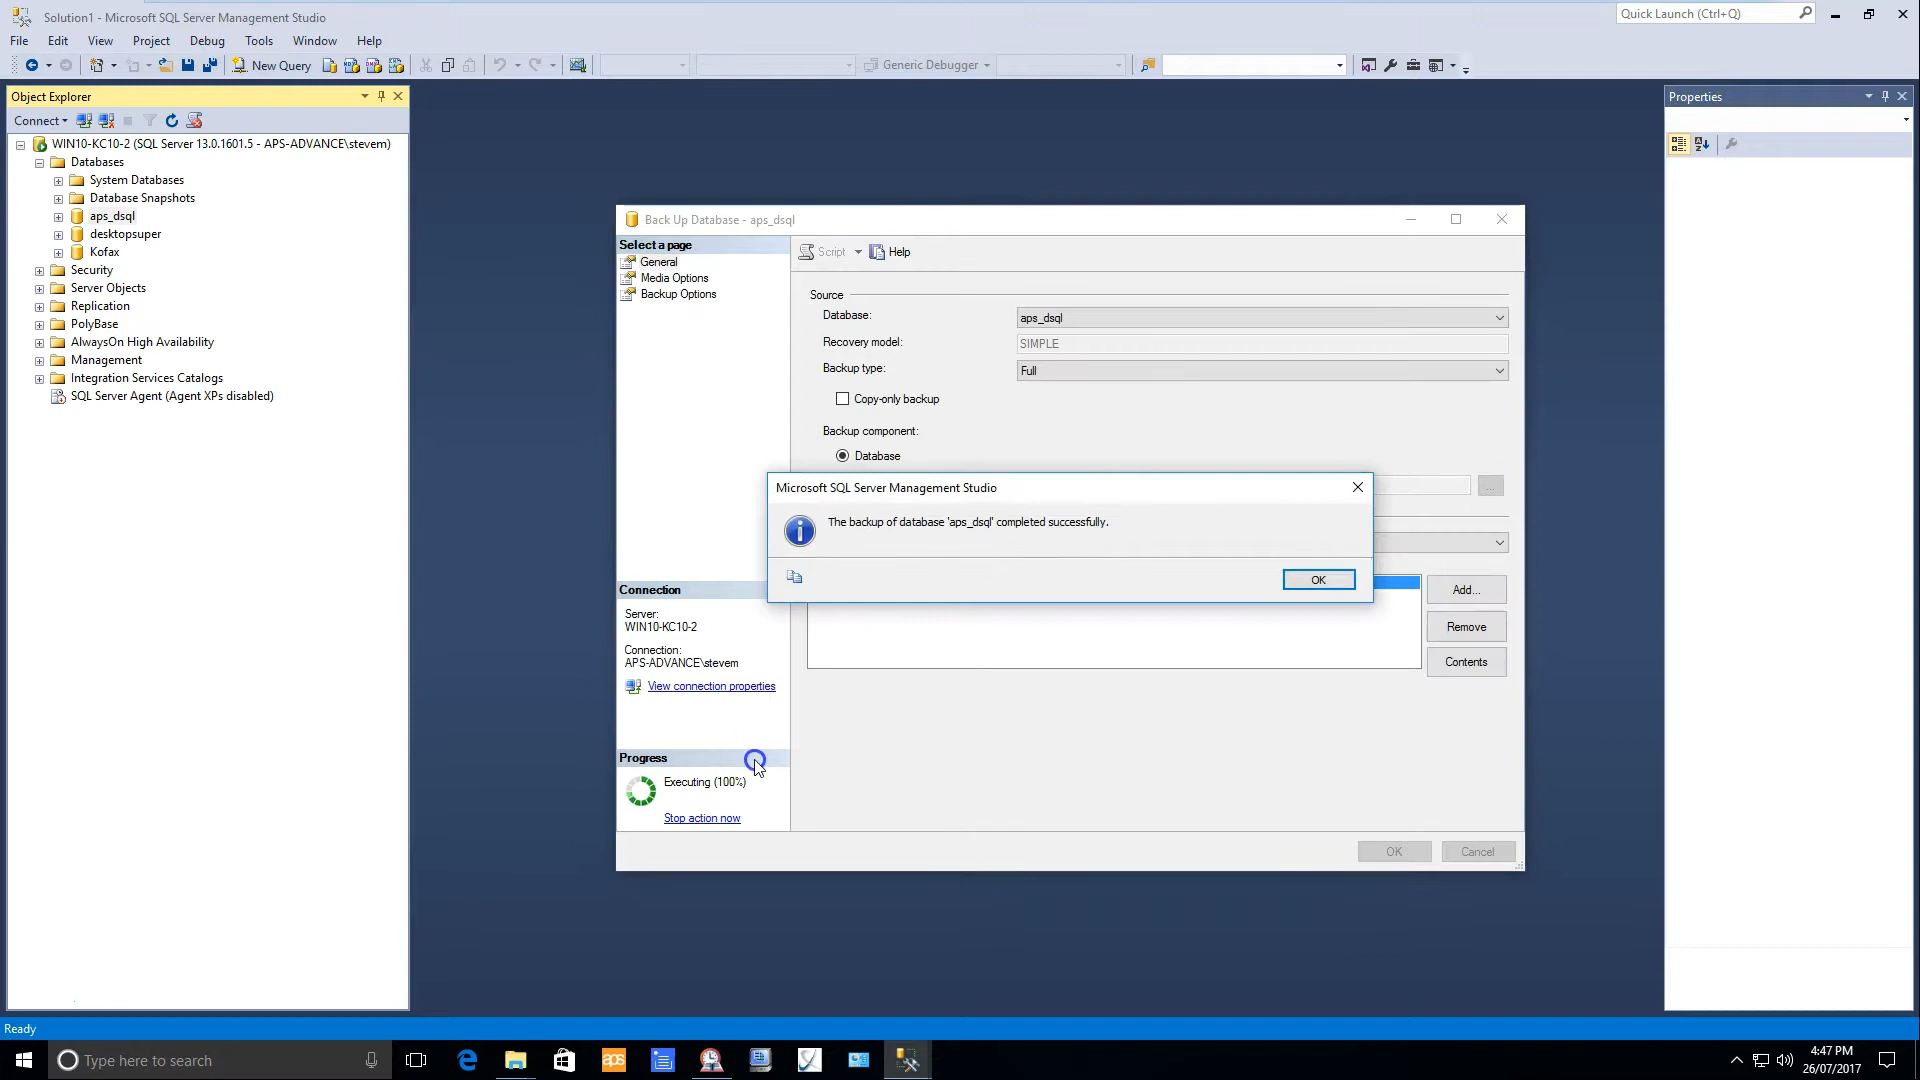 Solution1 - Microsoft SQL Server Management Studio
Quick Launch (Ctrl+Q)
File Edit View Project Debug Tools Window Help
New Query
Generic Debugger
Object Explorer
Connect
WIN10-KC10-2 (SQL Server 13.0.1601.5 - APS-ADVANCE\stevem)
Databases
System Databases
Database Snapshots
aps_dsql
desktopsuper
Kofax
Security
Server Objects
Replication
PolyBase
AlwaysOn High Availability
Management
Integration Services Catalogs
SQL Server Agent (Agent XPs disabled)
Properties
Back Up Database - aps_dsql
Select a page
General
Media Options
Backup Options
Script
Help
Source
Database:
aps_dsql
Recovery model:
SIMPLE
Backup type:
Full
Copy-only backup
Backup component:
Database
...
Microsoft SQL Server Management Studio
The backup of database 'aps_dsql' completed successfully.
OK
Add...
Remove
Contents
Connection
Server:
WIN10-KC10-2
Connection:
APS-ADVANCE\stevem
View connection properties
Progress
Executing (100%)
Stop action now
OK
Cancel
Ready
Type here to search
aps
4:47 PM
26/07/2017